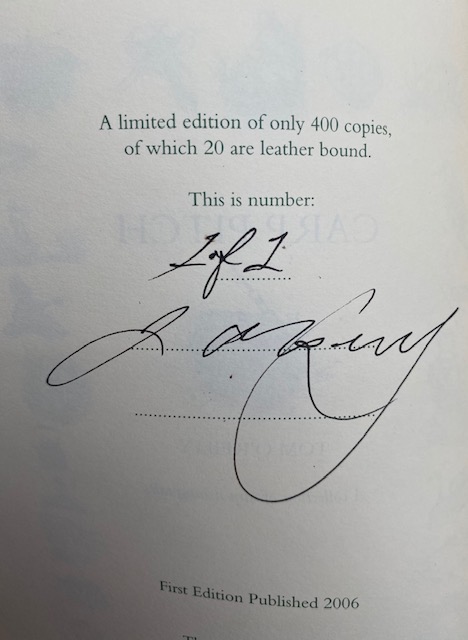 A limited edition of only 400 copies,
of which 20 are leather bound.
This is number:
1 of 1
First Edition Published 2006